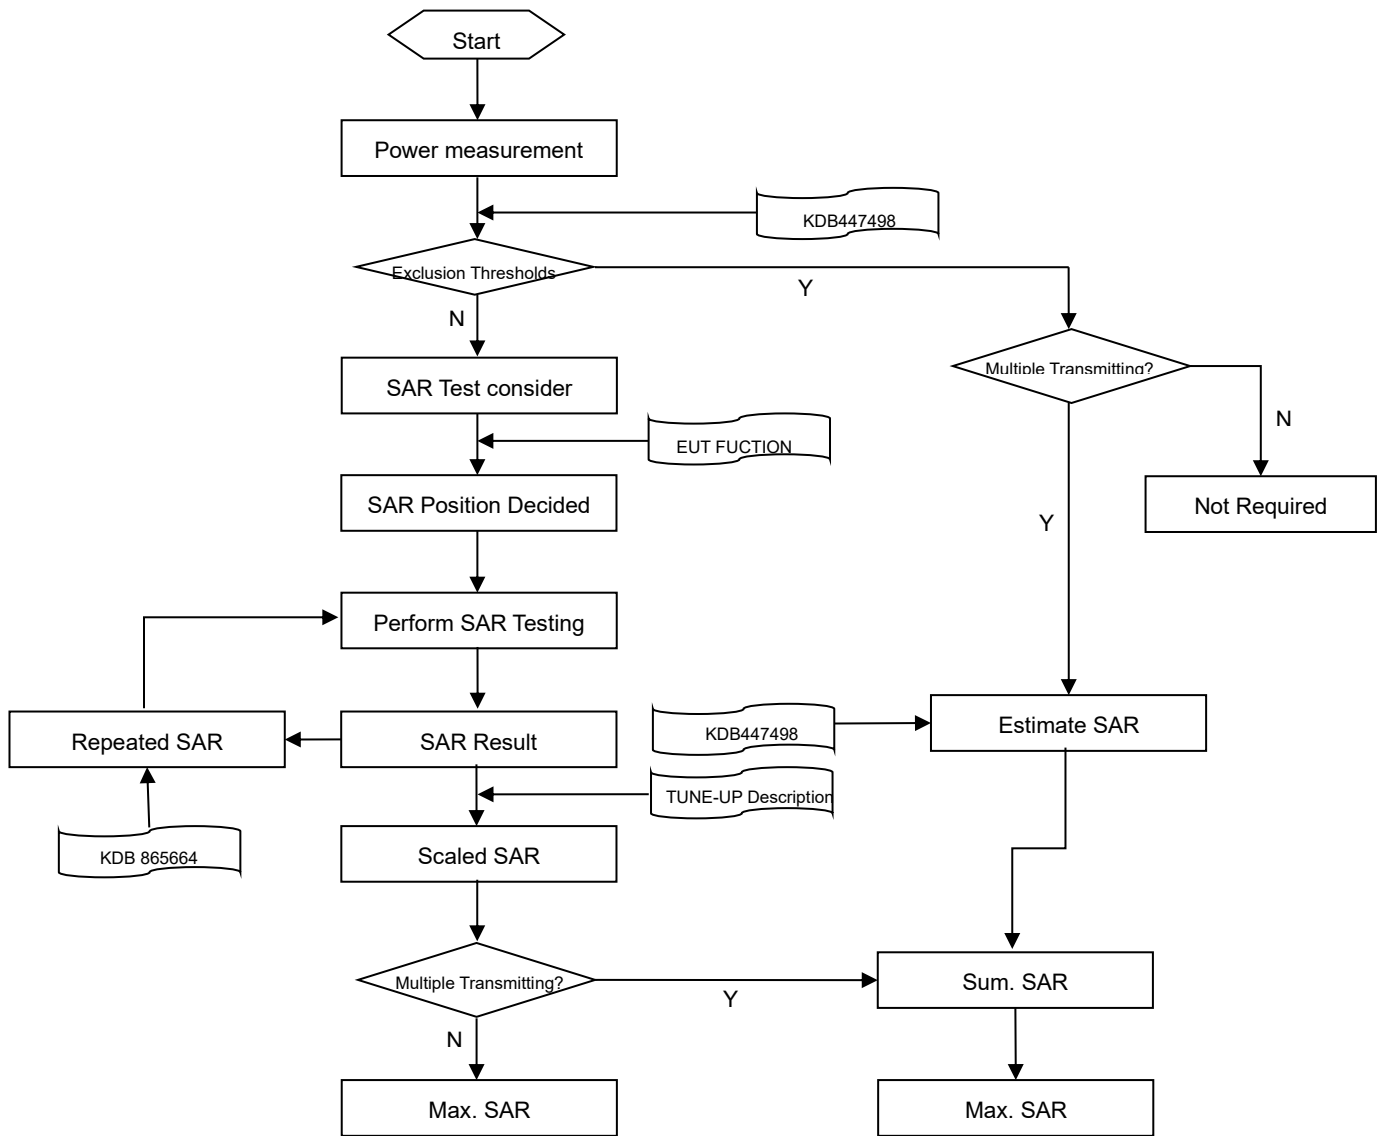 Start
Power measurement
KDB447498
Exclusion Thresholds
Y
N
Multiple Transmitting?
SAR Test consider
N
EUT FUCTION
SAR Position Decided
Not Required
Y
Perform SAR Testing
Repeated SAR
SAR Result
KDB447498
Estimate SAR
TUNE-UP Description
KDB 865664
Scaled SAR
Multiple Transmitting?
Y
Sum. SAR
N
Max. SAR
Max. SAR